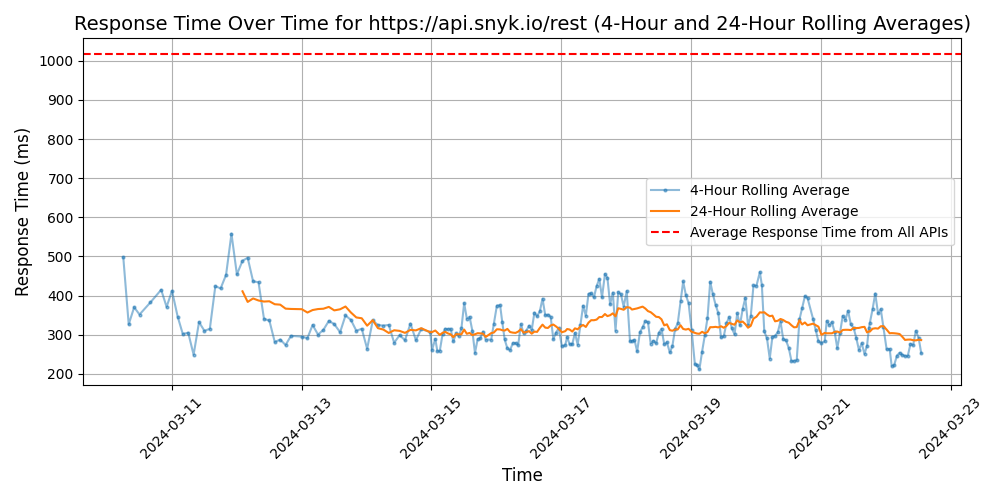 Response Time Over Time for https://api.snyk.io/rest (4-Hour and 24-Hour Rolling Averages)
Response Time (ms)
1000
900
800
700
600
500
400
300
200
4-Hour Rolling Average
24-Hour Rolling Average
Average Response Time from All APIs
2024-03-11
2024-03-13
2024-03-15
2024-03-17
2024-03-19
2024-03-21
2024-03-23
Time